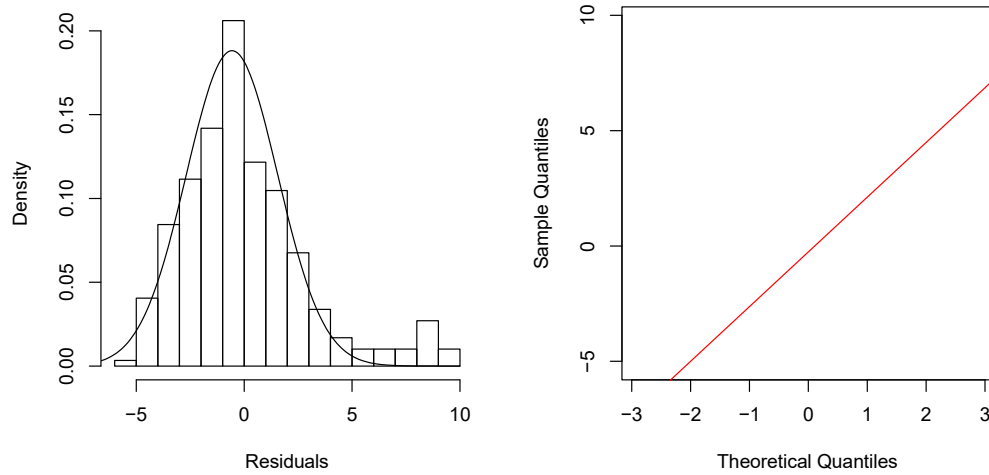 0.20
0.15
0.10
0.05
0.00
Density
−5 0 5 10
Residuals
10
5
0
−5
Sample Quantiles
−3 −2 −1 0 1 2 3
Theoretical Quantiles